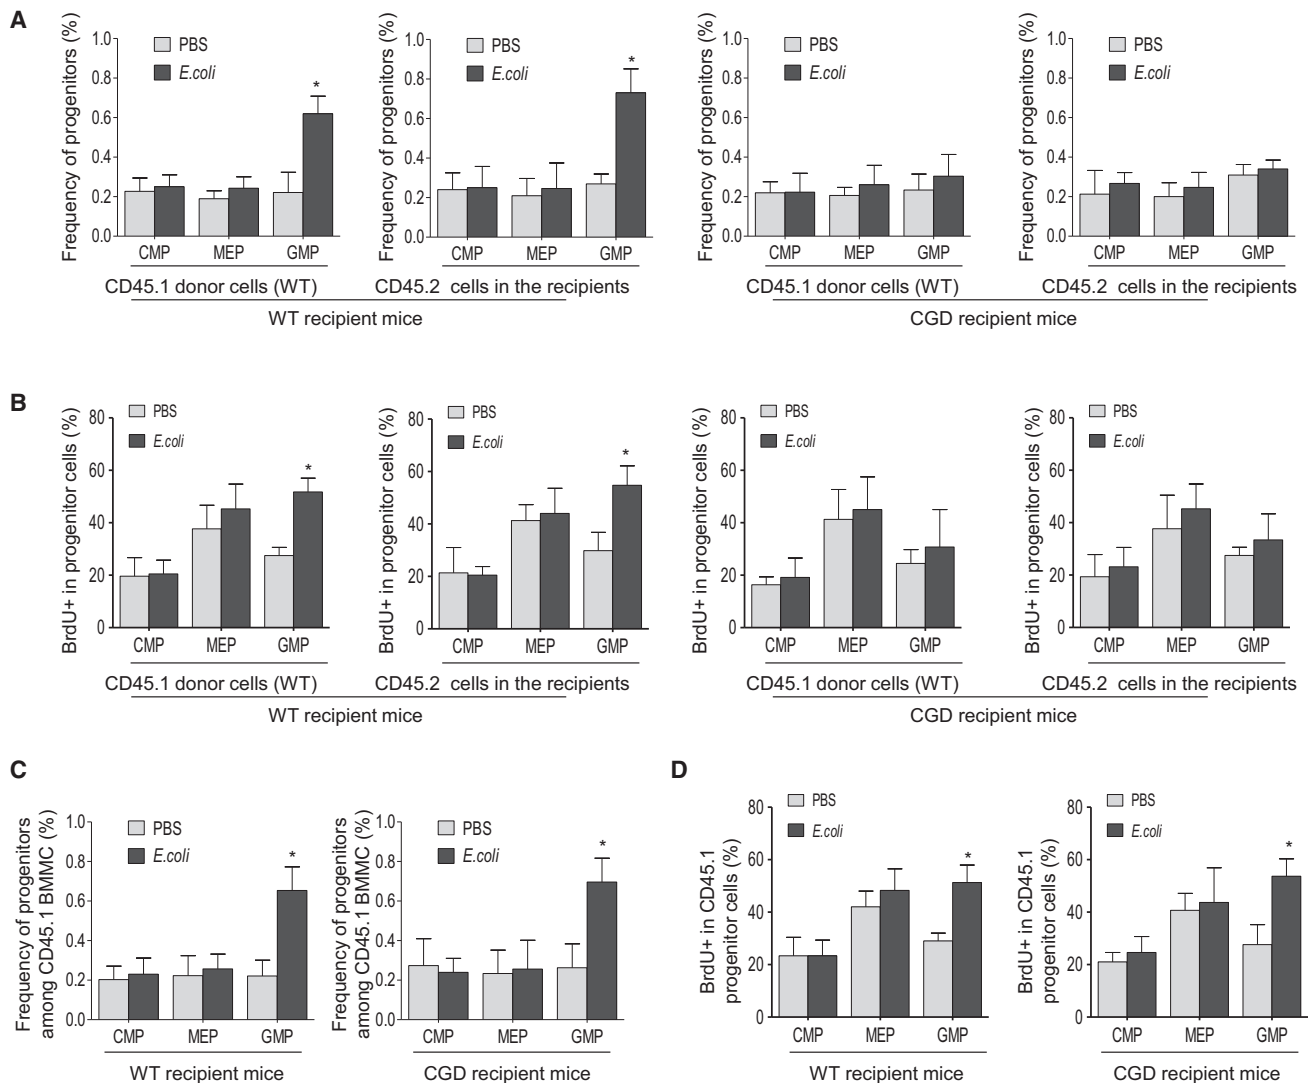 A
Frequency of progenitors (%)
1.0
0.8
0.6
0.4
0.2
0.0
PBS
E.coli
*
CMP
MEP
GMP
CD45.1 donor cells (WT)
Frequency of progenitors (%)
1.0
0.8
0.6
0.4
0.2
0.0
PBS
E.coli
*
CMP
MEP
GMP
CD45.2 cells in the recipients
WT recipient mice
Frequency of progenitors (%)
1.0
0.8
0.6
0.4
0.2
0.0
PBS
E.coli
CMP
MEP
GMP
CD45.1 donor cells (WT)
Frequency of progenitors (%)
1.0
0.8
0.6
0.4
0.2
0.0
PBS
E.coli
CMP
MEP
GMP
CD45.2 cells in the recipients
CGD recipient mice
B
BrdU+ in progenitor cells (%)
80
60
40
20
0
PBS
E.coli
*
CMP
MEP
GMP
CD45.1 donor cells (WT)
BrdU+ in progenitor cells (%)
80
60
40
20
0
PBS
E.coli
*
CMP
MEP
GMP
CD45.2 cells in the recipients
WT recipient mice
BrdU+ in progenitor cells (%)
80
60
40
20
0
PBS
E.coli
CMP
MEP
GMP
CD45.1 donor cells (WT)
BrdU+ in progenitor cells (%)
80
60
40
20
0
PBS
E.coli
CMP
MEP
GMP
CD45.2 cells in the recipients
CGD recipient mice
C
Frequency of progenitors
among CD45.1 BMMC (%)
1.0
0.8
0.6
0.4
0.2
0.0
PBS
E.coli
*
CMP
MEP
GMP
WT recipient mice
Frequency of progenitors
among CD45.1 BMMC (%)
1.0
0.8
0.6
0.4
0.2
0.0
PBS
E.coli
*
CMP
MEP
GMP
CGD recipient mice
D
BrdU+ in CD45.1
progenitor cells (%)
80
60
40
20
0
PBS
E.coli
*
CMP
MEP
GMP
WT recipient mice
BrdU+ in CD45.1
progenitor cells (%)
80
60
40
20
0
PBS
E.coli
*
CMP
MEP
GMP
CGD recipient mice